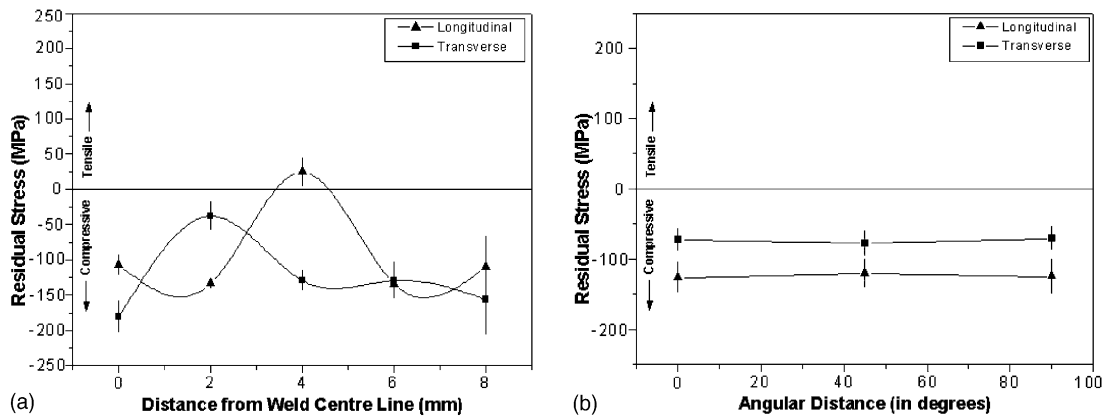 250
200
150
100
50
0
-50
-100
-150
-200
-250
Residual Stress (MPa)
Tensile
Compressive
Longitudinal
Transverse
0
2
4
6
8
Distance from Weld Centre Line (mm)
(a)
200
100
0
-100
-200
Residual Stress (MPa)
Tensile
Compressive
Longitudinal
Transverse
0
20
40
60
80
100
Angular Distance (in degrees)
(b)